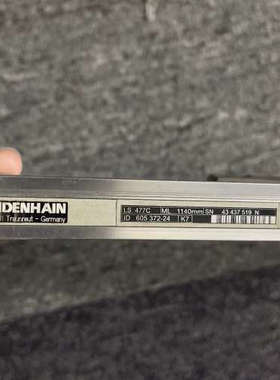 IDENHAIN
Traunreut - Germany
LS 477C ML 1140mm SN 43 437 519 N
ID 605 372-24 K7